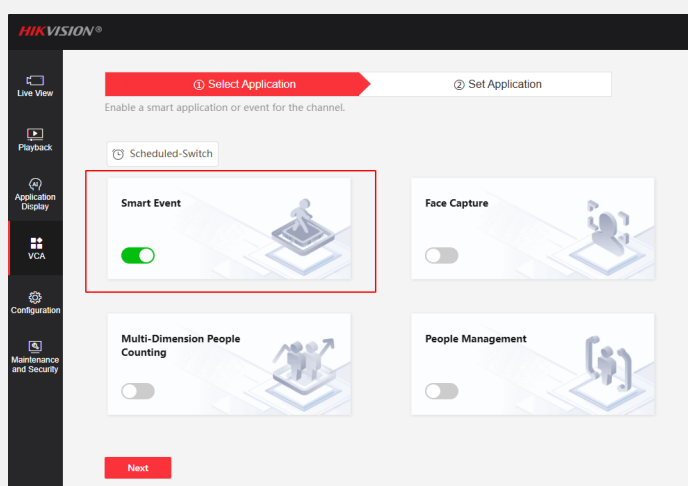 HIKVISION®
Live View
Playback
Application
Display
VCA
Configuration
Maintenance
and Security
① Select Application
② Set Application
Enable a smart application or event for the channel.
Scheduled-Switch
Smart Event
Face Capture
Multi-Dimension People
Counting
People Management
Next